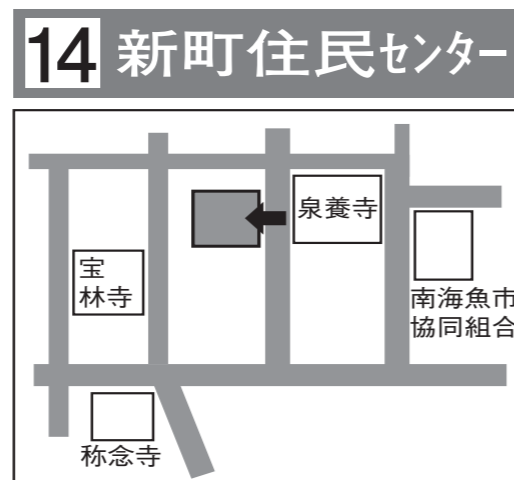 14 新町住民センター
泉養寺
宝
林寺
南海魚市
協同組合
称念寺